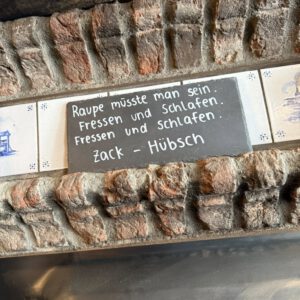 Raupe müsste man sein.
Fressen und Schlafen.
Fressen und schlafen.
Zack - Hübsch